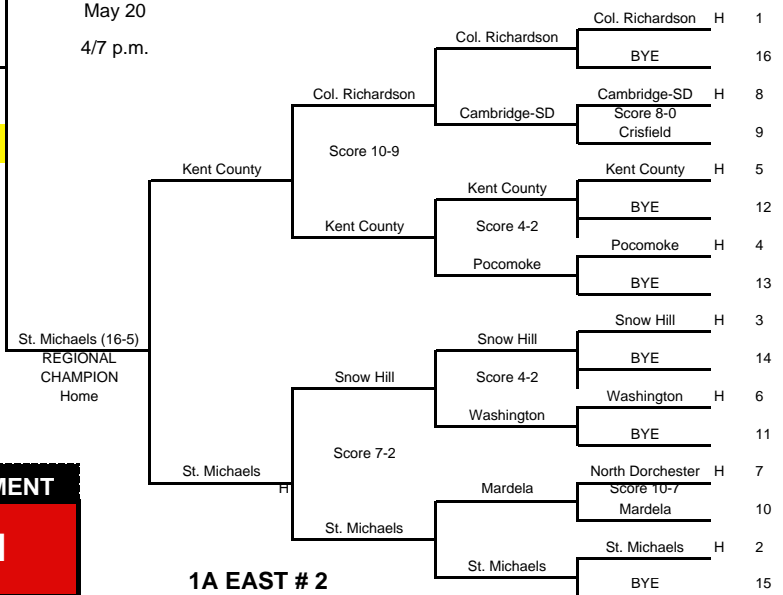 May 20
Col. Richardson H 1
Col. Richardson
4/7 p.m.
BYE 16
Col. Richardson
Cambridge-SD H 8
Cambridge-SD
Score 8-0
Crisfield 9
Score 10-9
Kent County
Kent County H 5
Kent County
BYE 12
Kent County
Score 4-2
Pocomoke H 4
Pocomoke
BYE 13
Snow Hill H 3
St. Michaels (16-5)
Snow Hill
REGIONAL
BYE 14
CHAMPION
Snow Hill
Score 4-2
Home
Washington H 6
Washington
BYE 11
Score 7-2
St. Michaels
North Dorchester H 7
MENT
H
Mardela
Score 10-7
Mardela 10
St. Michaels
St. Michaels H 2
St. Michaels
1A EAST # 2
BYE 15